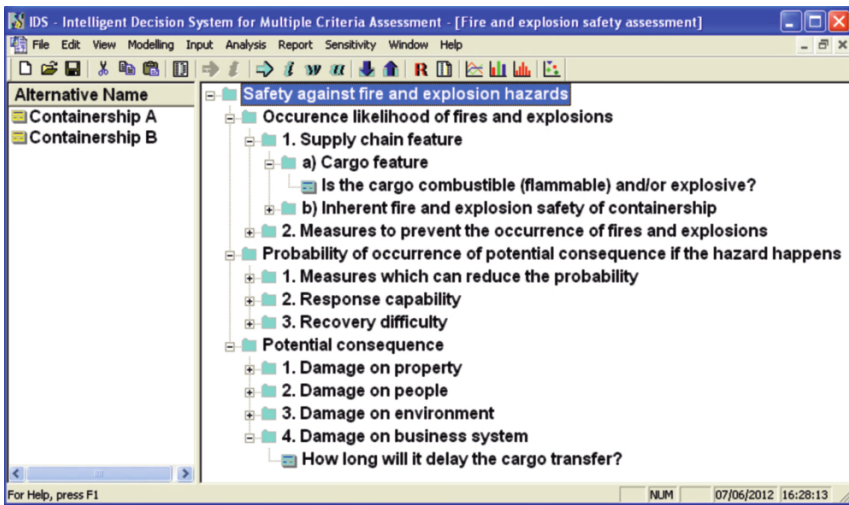 IDS - Intelligent Decision System for Multiple Criteria Assessment - [Fire and explosion safety assessment]
File Edit View Modelling Input Analysis Report Sensitivity Window Help
Alternative Name
Containership A
Containership B
Safety against fire and explosion hazards
Occurence likelihood of fires and explosions
1. Supply chain feature
a) Cargo feature
Is the cargo combustible (flammable) and/or explosive?
b) Inherent fire and explosion safety of containership
2. Measures to prevent the occurrence of fires and explosions
Probability of occurrence of potential consequence if the hazard happens
1. Measures which can reduce the probability
2. Response capability
3. Recovery difficulty
Potential consequence
1. Damage on property
2. Damage on people
3. Damage on environment
4. Damage on business system
How long will it delay the cargo transfer?
For Help, press F1 NUM 07/06/2012 16:28:13